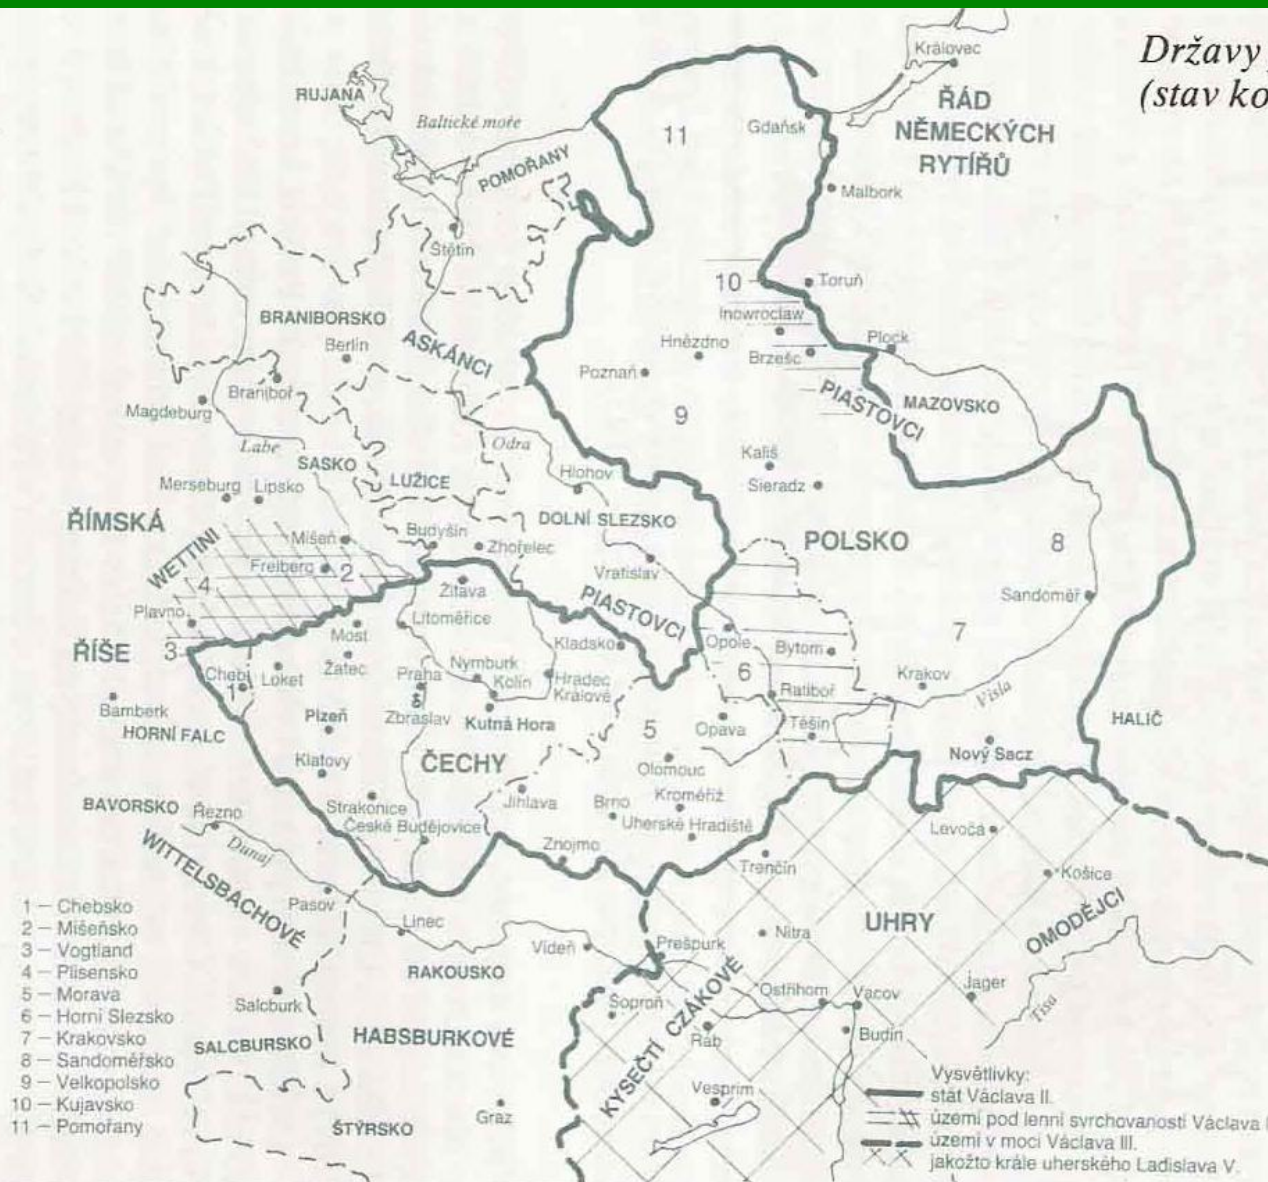 Državy
(stav ko
Královec
RUJANA
Baltické moře
ŘÁD
NĚMECKÝCH
RYTÍŘŮ
11
Gdaňsk
POMOŘANY
Malbork
Štětín
10
Toruň
Inowroclaw
BRANIBORSKO
Berlín
ASKÁNCI
Hnězdno
Brzešc
Plock
Poznaň
PIASTOVCI
MAZOVSKO
Braniboř
Magdeburg
9
Labe
Odra
SASKO
LUŽICE
Hlohov
Kališ
Sieradz
Merseburg
Lipsko
ŘÍMSKÁ
DOLNÍ SLEZSKO
POLSKO
8
Míšeň
Budyšín
Zhořelec
WETTINI
Freiberg
2
4
Vratislav
Žitava
PIASTOVCI
Sandoměř
Plavno
Litoměřice
Most
Kladsko
Opole
Bytom
7
ŘÍŠE
3
Žatec
Cheb
1
Loket
Praha
Nymburk
Kolín
Hradec
Králové
6
Ratiboř
Krakov
Visla
Bamberk
HORNÍ FALC
Plzeň
Zbraslav
Kutná Hora
5
Opava
Těšín
HALIČ
Klatovy
ČECHY
Olomouc
Nový Sacz
BAVORSKO
Řezno
Strakonice
Jihlava
Brno
Kroměříž
České Budějovice
Uherské Hradiště
Levoča
Dunaj
Znojmo
Trenčín
WITTELSBACHOVÉ
Košice
Pasov
Linec
UHRY
OMODĚJCI
Vídeň
Prešpurk
Nitra
RAKOUSKO
Salcburk
Šoproň
Ostřihom
Vacov
Jager
Tisa
SALCBURSKO
HABSBURKOVÉ
KYSEČTÍ CZÁKOVÉ
Ráb
Budín
Vesprim
Graz
ŠTÝRSKO
1 – Chebsko
2 – Míšeňsko
3 – Vogtland
4 – Plisensko
5 – Morava
6 – Horní Slezsko
7 – Krakovsko
8 – Sandoměřsko
9 – Velkopolsko
10 – Kujavsko
11 – Pomořany
Vysvětlivky:
stát Václava II.
území pod lenní svrchovaností Václava
území v moci Václava III.
jakožto krále uherského Ladislava V.